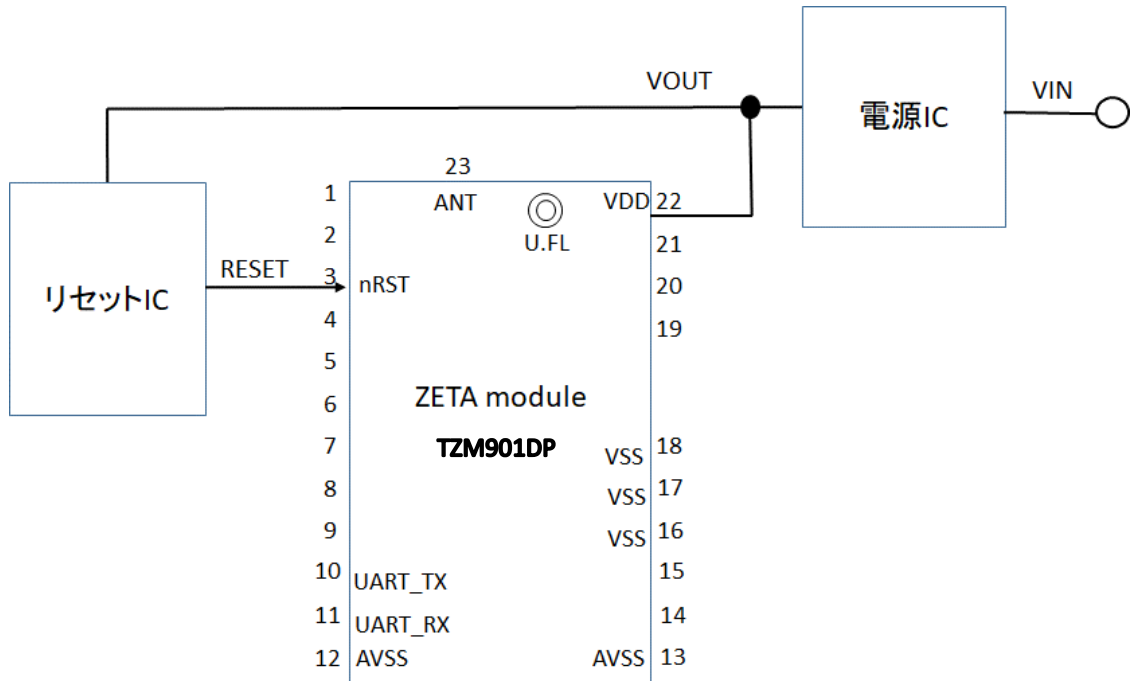 VOUT
VIN
電源IC
リセットIC
RESET
23
ANT
U.FL
VDD
1
2
3
4
5
6
7
8
9
10
11
12
nRST
ZETA module
TZM901DP
UART_TX
UART_RX
AVSS
22
21
20
19
VSS 18
VSS 17
VSS 16
15
14
AVSS 13